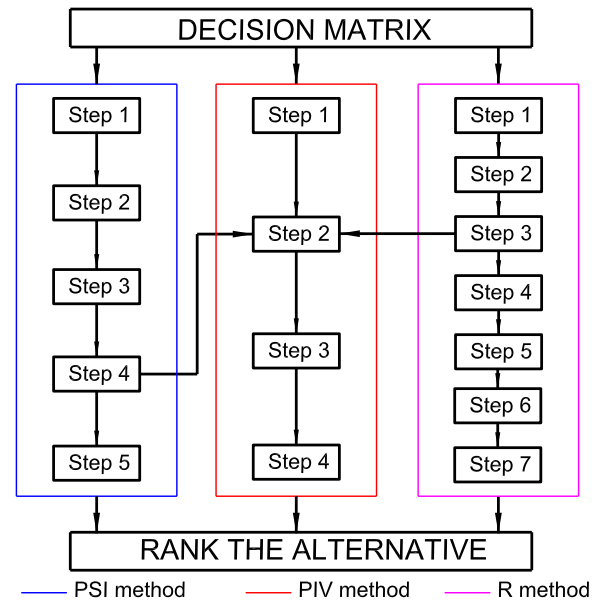 DECISION MATRIX
Step 1
Step 2
Step 3
Step 4
Step 5
Step 1
Step 2
Step 3
Step 4
Step 1
Step 2
Step 3
Step 4
Step 5
Step 6
Step 7
RANK THE ALTERNATIVE
PSI method
PIV method
R method